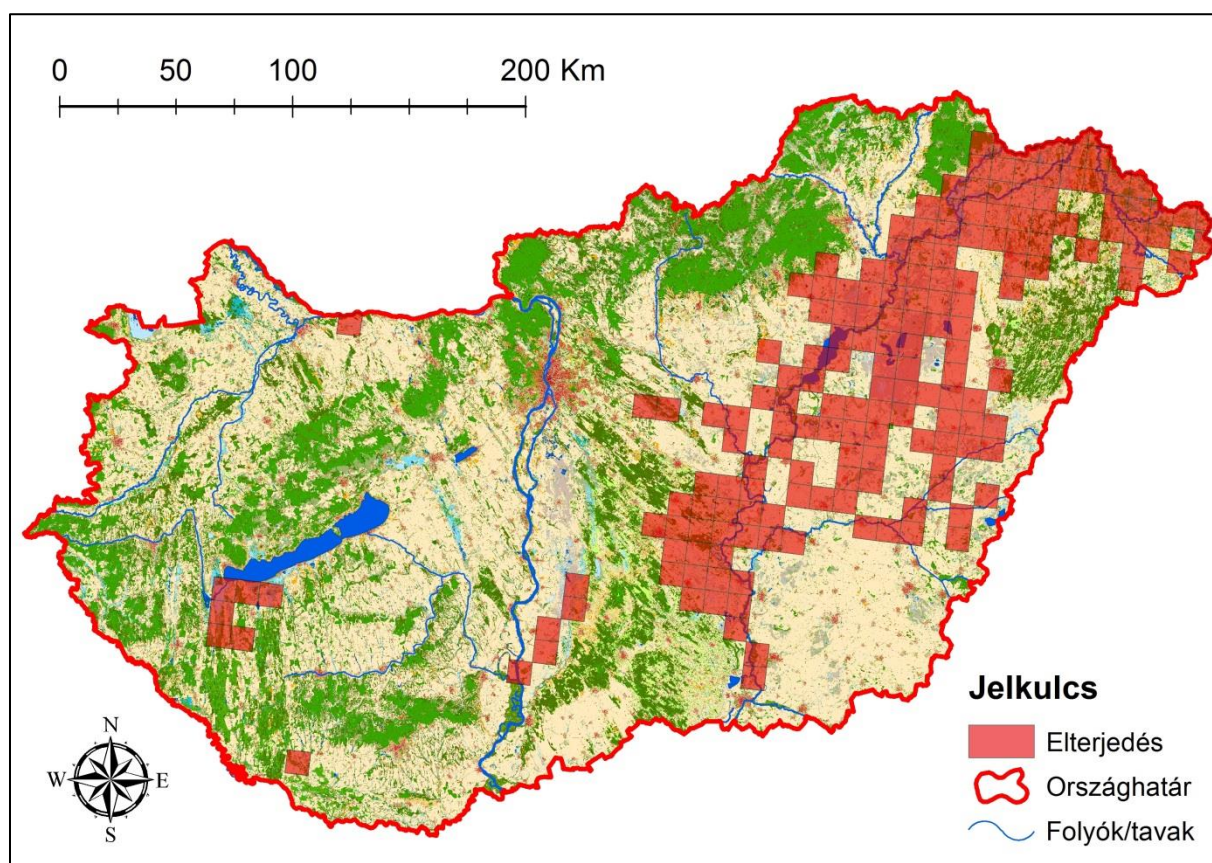 0 50 100 200 Km
N
W E
S
Jelkulcs
Elterjedés
Országhatár
Folyók/tavak